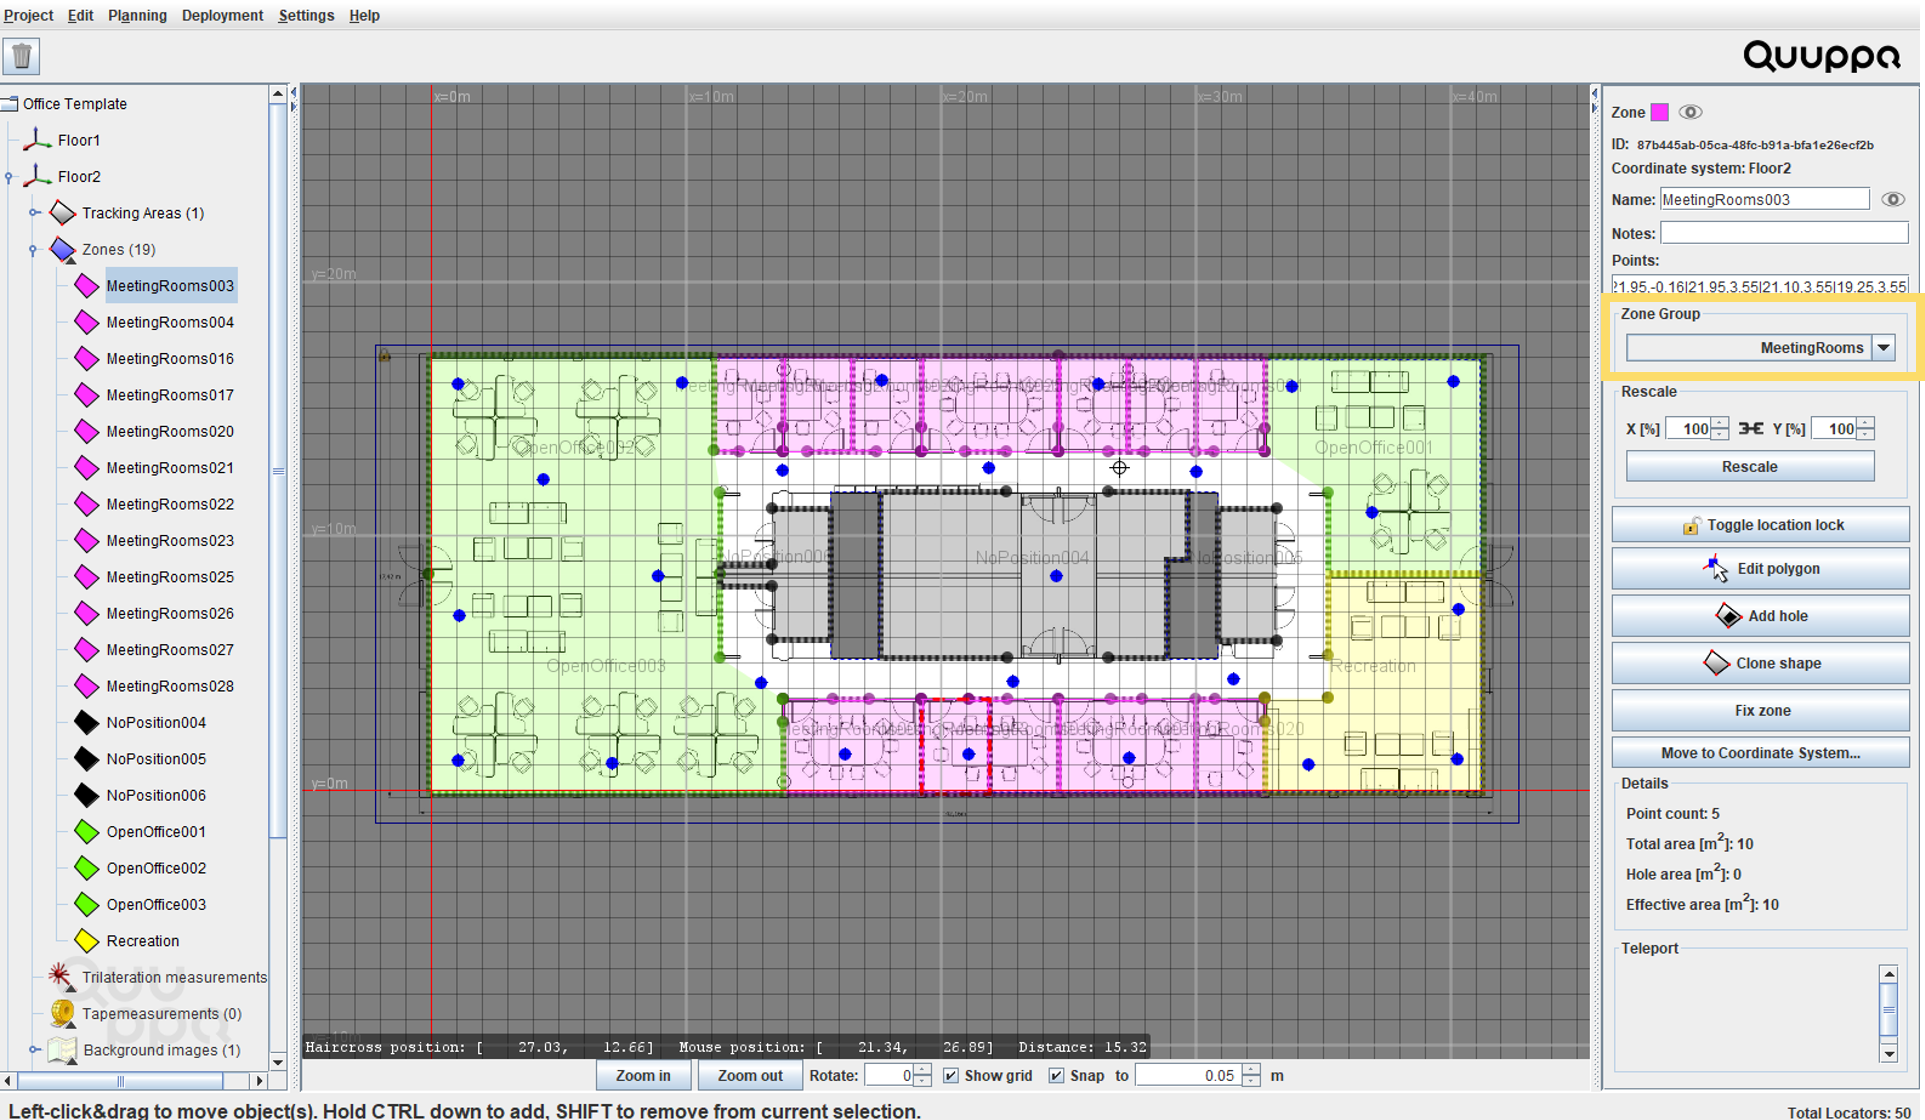 Project Edit Planning Deployment Settings Help
Quuppa
Office Template
Floor1
Floor2
Tracking Areas (1)
Zones (19)
MeetingRooms003
MeetingRooms004
MeetingRooms016
MeetingRooms017
MeetingRooms020
MeetingRooms021
MeetingRooms022
MeetingRooms023
MeetingRooms025
MeetingRooms026
MeetingRooms027
MeetingRooms028
NoPosition004
NoPosition005
NoPosition006
OpenOffice001
OpenOffice002
OpenOffice003
Recreation
Trilateration measurements
Tapemeasurements (0)
Background images (1)
Quuppa
x=0m x=10m x=20m x=30m x=40m
y=20m
OpenOffice002
OpenOffice001
y=10m
NoPosition006 NoPosition004 NoPosition005
OpenOffice003 Recreation
y=0m
Haircross position: [ 27.03, 12.66] Mouse position: [ 21.34, 26.89] Distance: 15.32
Zoom in Zoom out Rotate: 0 Show grid Snap to 0.05 m
Zone
ID: 87b445ab-05ca-48fc-b91a-bfa1e26ecf2b
Coordinate system: Floor2
Name: MeetingRooms003
Notes:
Points:
21.95,-0.16|21.95,3.55|21.10,3.55|19.25,3.55
Zone Group
MeetingRooms
Rescale
X [%] 100 Y [%] 100
Rescale
Toggle location lock
Edit polygon
Add hole
Clone shape
Fix zone
Move to Coordinate System...
Details
Point count: 5
Total area [m2]: 10
Hole area [m2]: 0
Effective area [m2]: 10
Teleport
Left-click&drag to move object(s). Hold CTRL down to add, SHIFT to remove from current selection.
Total Locators: 50